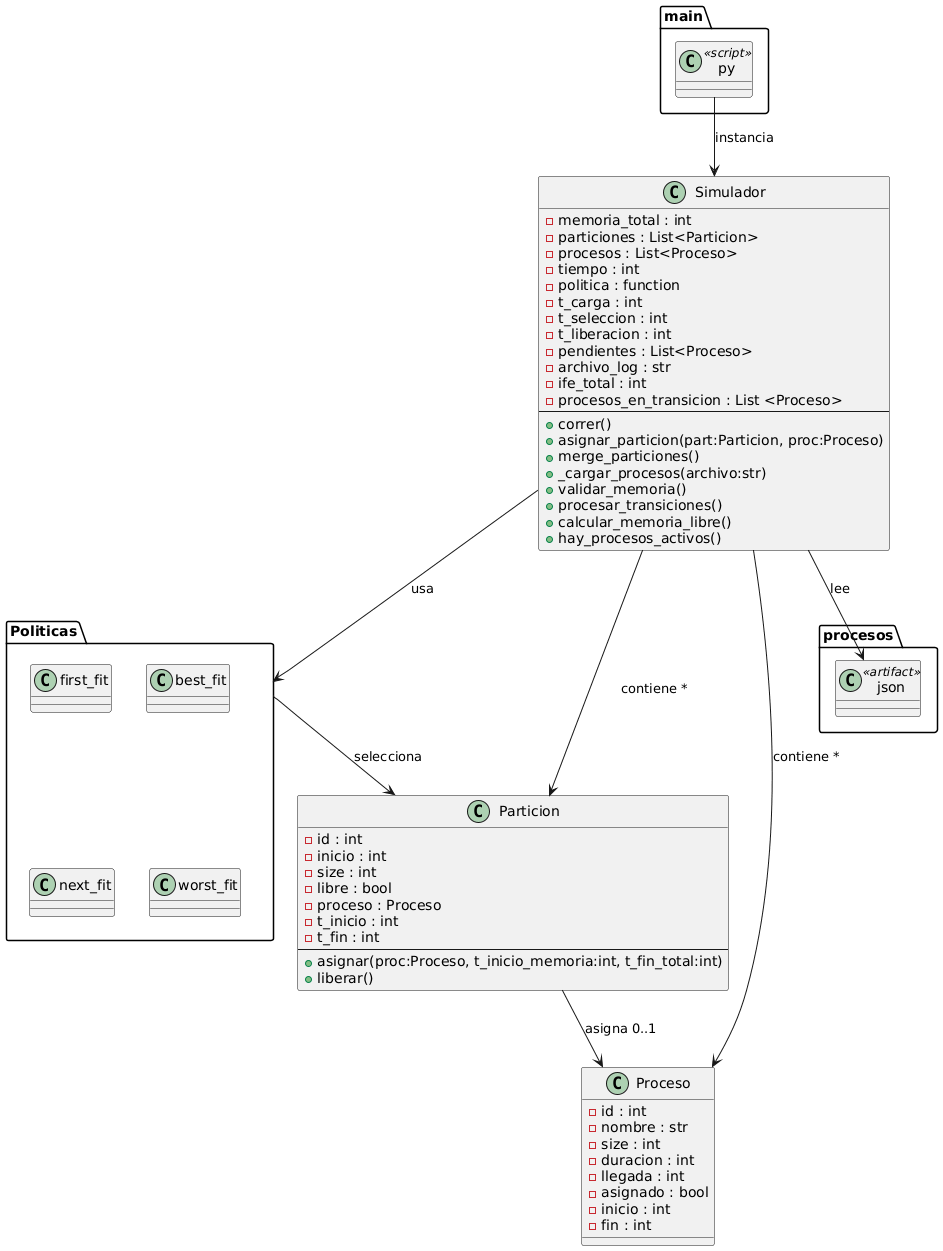 main
C «script»
py
instancia
C Simulador
memoria_total : int
particiones : List<Particion>
procesos : List<Proceso>
tiempo : int
politica : function
t_carga : int
t_seleccion : int
t_liberacion : int
pendientes : List<Proceso>
archivo_log : str
ife_total : int
procesos_en_transicion : List <Proceso>
correr()
asignar_particion(part:Particion, proc:Proceso)
merge_particiones()
_cargar_procesos(archivo:str)
validar_memoria()
procesar_transiciones()
calcular_memoria_libre()
hay_procesos_activos()
usa
lee
Politicas
C first_fit
C best_fit
C next_fit
C worst_fit
procesos
C «artifact»
json
contiene *
selecciona
contiene *
C Particion
id : int
inicio : int
size : int
libre : bool
proceso : Proceso
t_inicio : int
t_fin : int
asignar(proc:Proceso, t_inicio_memoria:int, t_fin_total:int)
liberar()
asigna 0..1
C Proceso
id : int
nombre : str
size : int
duracion : int
llegada : int
asignado : bool
inicio : int
fin : int